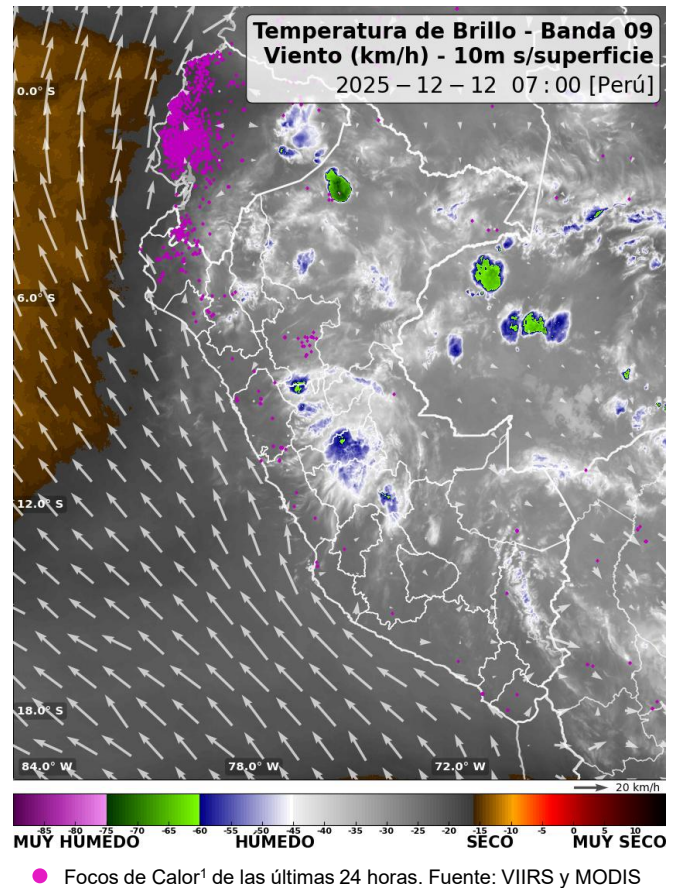 Temperatura de Brillo - Banda 09
Viento (km/h) - 10m s/superficie
2025-12-12 07:00 [Perú]
0.0° S
6.0° S
12.0° S
18.0° S
84.0° W 78.0° W 72.0° W
20 km/h
-85 -80 -75 -70 -65 -60 -55 -50 -45 -40 -35 -30 -25 -20 -15 -10 -5 0 5 10
MUY HÚMEDO HÚMEDO SECO MUY SECO
Focos de Calor¹ de las últimas 24 horas. Fuente: VIIRS y MODIS